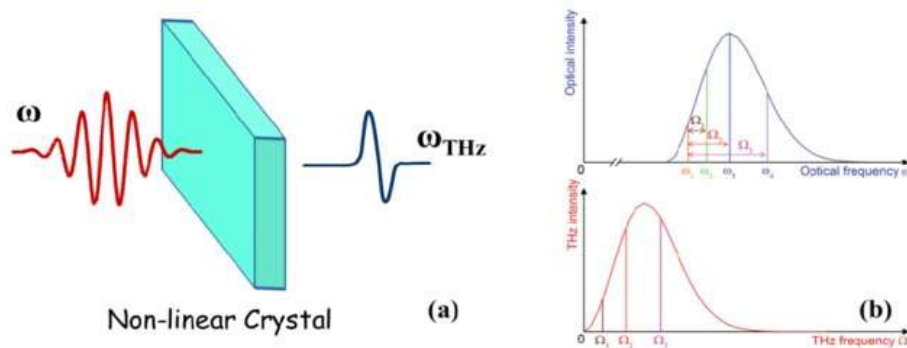 ω
ω_THz
Non-linear Crystal
(a)
Optical intensity
Ω₁
Ω₂
Ω₃
0
ω₁ ω₂ ω₃ ω₄
Optical frequency ω
THz intensity
(b)
0
Ω₁ Ω₂ Ω₃
THz frequency Ω